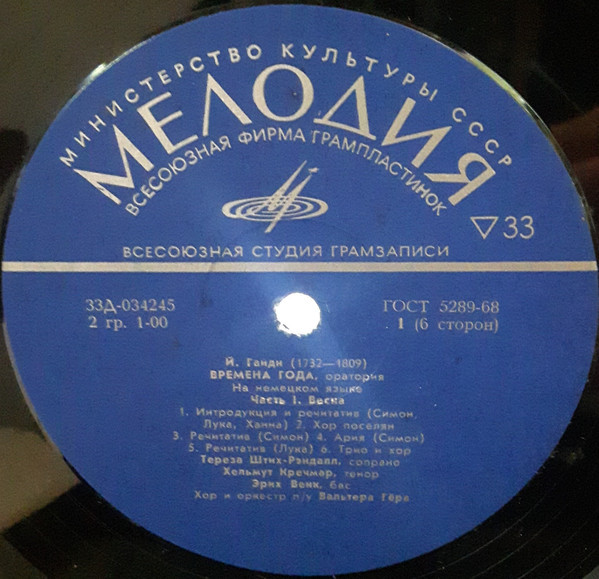 МИНИСТЕРСТВО КУЛЬТУРЫ СССР
МЕЛОДИЯ
ВСЕСОЮЗНАЯ ФИРМА ГРАМПЛАСТИНОК
33
ВСЕСОЮЗНАЯ СТУДИЯ ГРАМЗАПИСИ
33Д-034245
2 гр. 1-00
ГОСТ 5289-68
1 (6 сторон)
Й. Гайдн (1732—1809)
ВРЕМЕНА ГОДА, оратория
На немецком языке
Часть I. Весна
1. Интродукция и речитатив (Симон,
Лука, Ханна) 2. Хор поселян
3. Речитатив (Симон) 4. Ария (Симон)
5. Речитатив (Лука) 6. Трио и хор
Тереза Штих-Рэндалл, сопрано
Хельмут Кречмар, тенор
Эрих Венк, бас
Хор и оркестр п/у Вальтера Гёра